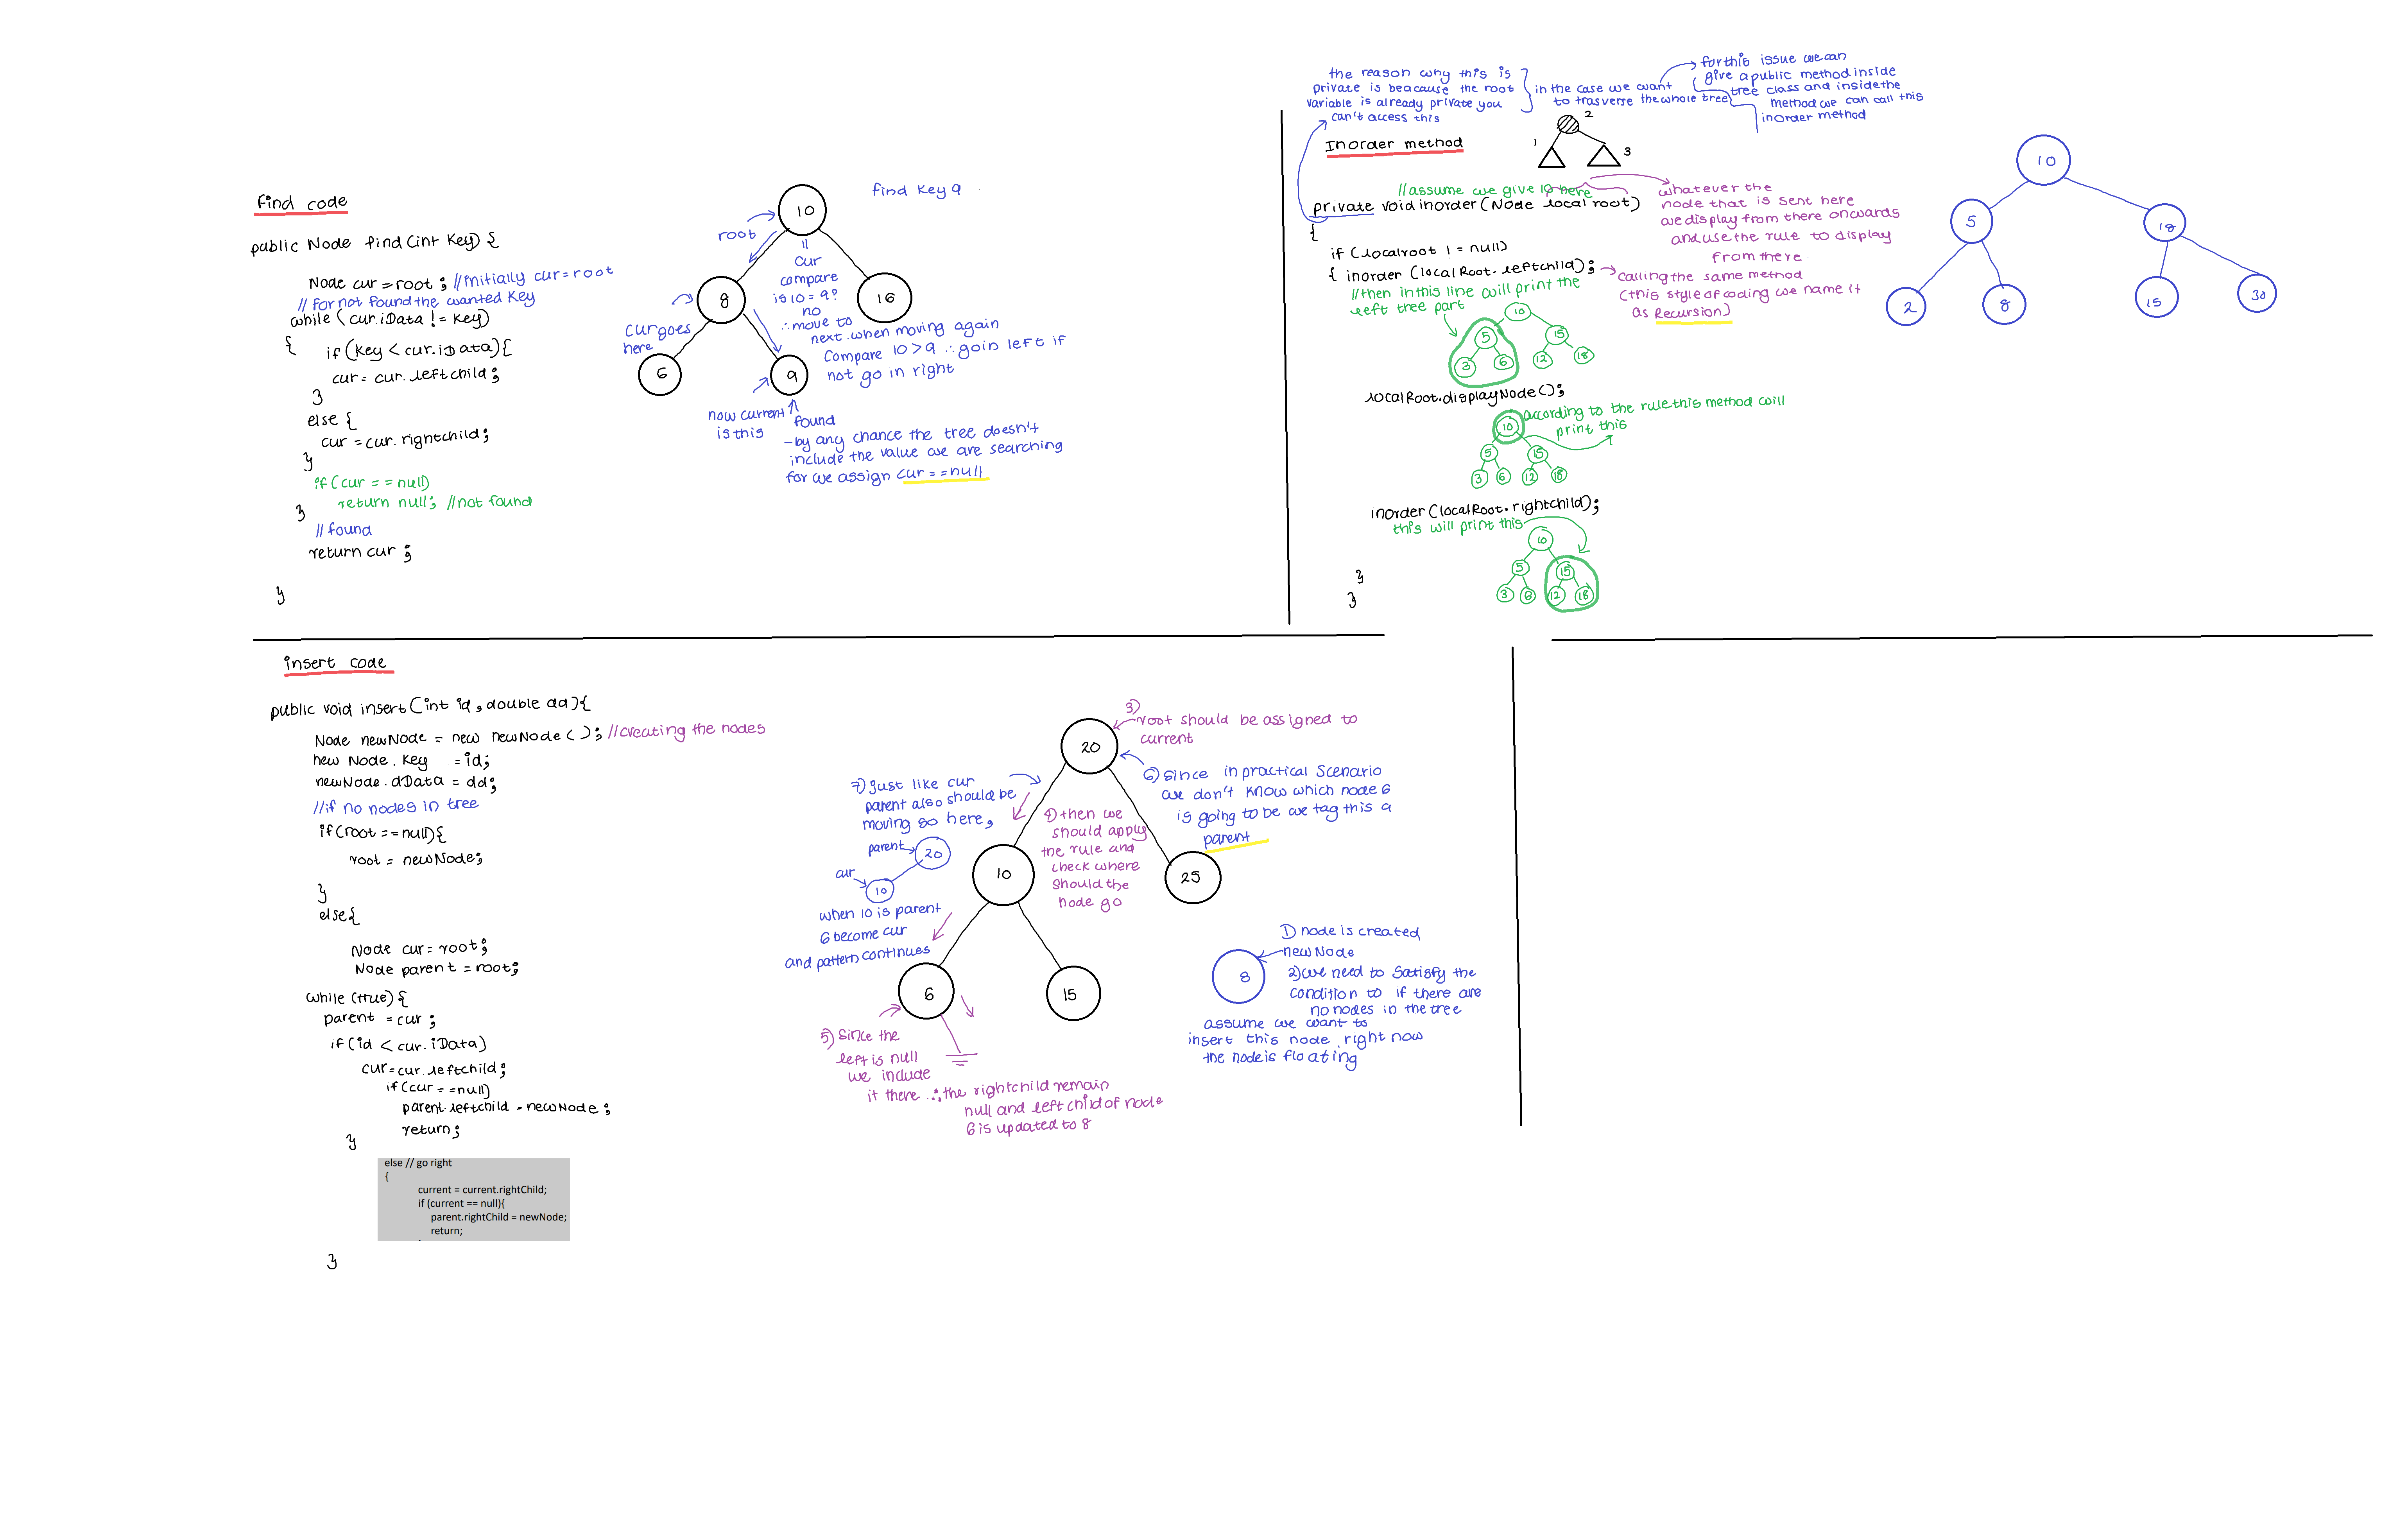 find code
find key 9
public Node find(int key) {
Node cur = root ; //initially cur=root
// for not found the wanted key
while (cur.iData != key)
{ if(key < cur.iData){
cur = cur.leftchild;
}
else {
cur = cur.rightchild;
}
if(cur == null)
return null; //not found
}
// found
return cur ;
}
root
10
8
16
6
9
cur
compare
is 10 = 9?
no
∴move to
next.when moving again
compare 10>9 ∴goin left if
not go in right
cur goes
here
now current
is this
found
-by any chance the tree doesn't
include the value we are searching
for we assign cur==null
the reason why this is
private is beacause the root
variable is already private you
can't access this
in the case we want
to trasverse the whole tree
for this issue we can
give a public method inside
tree class and inside the
method we can call this
inorder method
Inorder method
2
1
3
//assume we give 10 here
private void inorder(Node local root)
{
if (localroot != null)
{ inorder (localRoot.leftchild);
//then in this line will print the
left tree part
whatever the
node that is sent here
we display from there onwards
and use the rule to display
from there
calling the same method
(this style of coding we name it
as Recursion)
10
5
15
3
6
12
18
localRoot.displayNode();
according to the rule this method will
print this
10
5
15
3
6
12
18
inorder(localRoot.rightchild);
this will print this
10
5
15
3
6
12
18
}
}
10
5
18
2
8
15
30
insert code
public void insert(int id, double dd){
Node newNode = new newNode(); //creating the nodes
new Node.key = id;
newNode.dData = dd;
//if no nodes in tree
if(root==null){
root = newNode;
}
else{
Node cur= root;
Node parent = root;
while (true) {
parent = cur ;
if (id < cur.iData)
cur=cur.leftchild;
if(cur==null)
parent.leftchild = newNode ;
return;
}
else // go right
{
current = current.rightChild;
if (current == null){
parent.rightChild = newNode;
return;
}
20
10
25
6
15
3)
root should be assigned to
current
6) since in practical scenario
we don't know which node 6
is going to be we tag this a
parent
7) Just like cur
parent also should be
moving so here,
parent
20
cur
10
when 10 is parent
6 become cur
and pattern continues
4) then we
should apply
the rule and
check where
should the
node go
5) Since the
left is null
we include
it there ∴the rightchild remain
null and left child of node
6 is updated to 8
1) node is created
newNode
8
2) we need to satisfy the
condition to if there are
no nodes in the tree
assume we want to
insert this node. right now
the node is floating